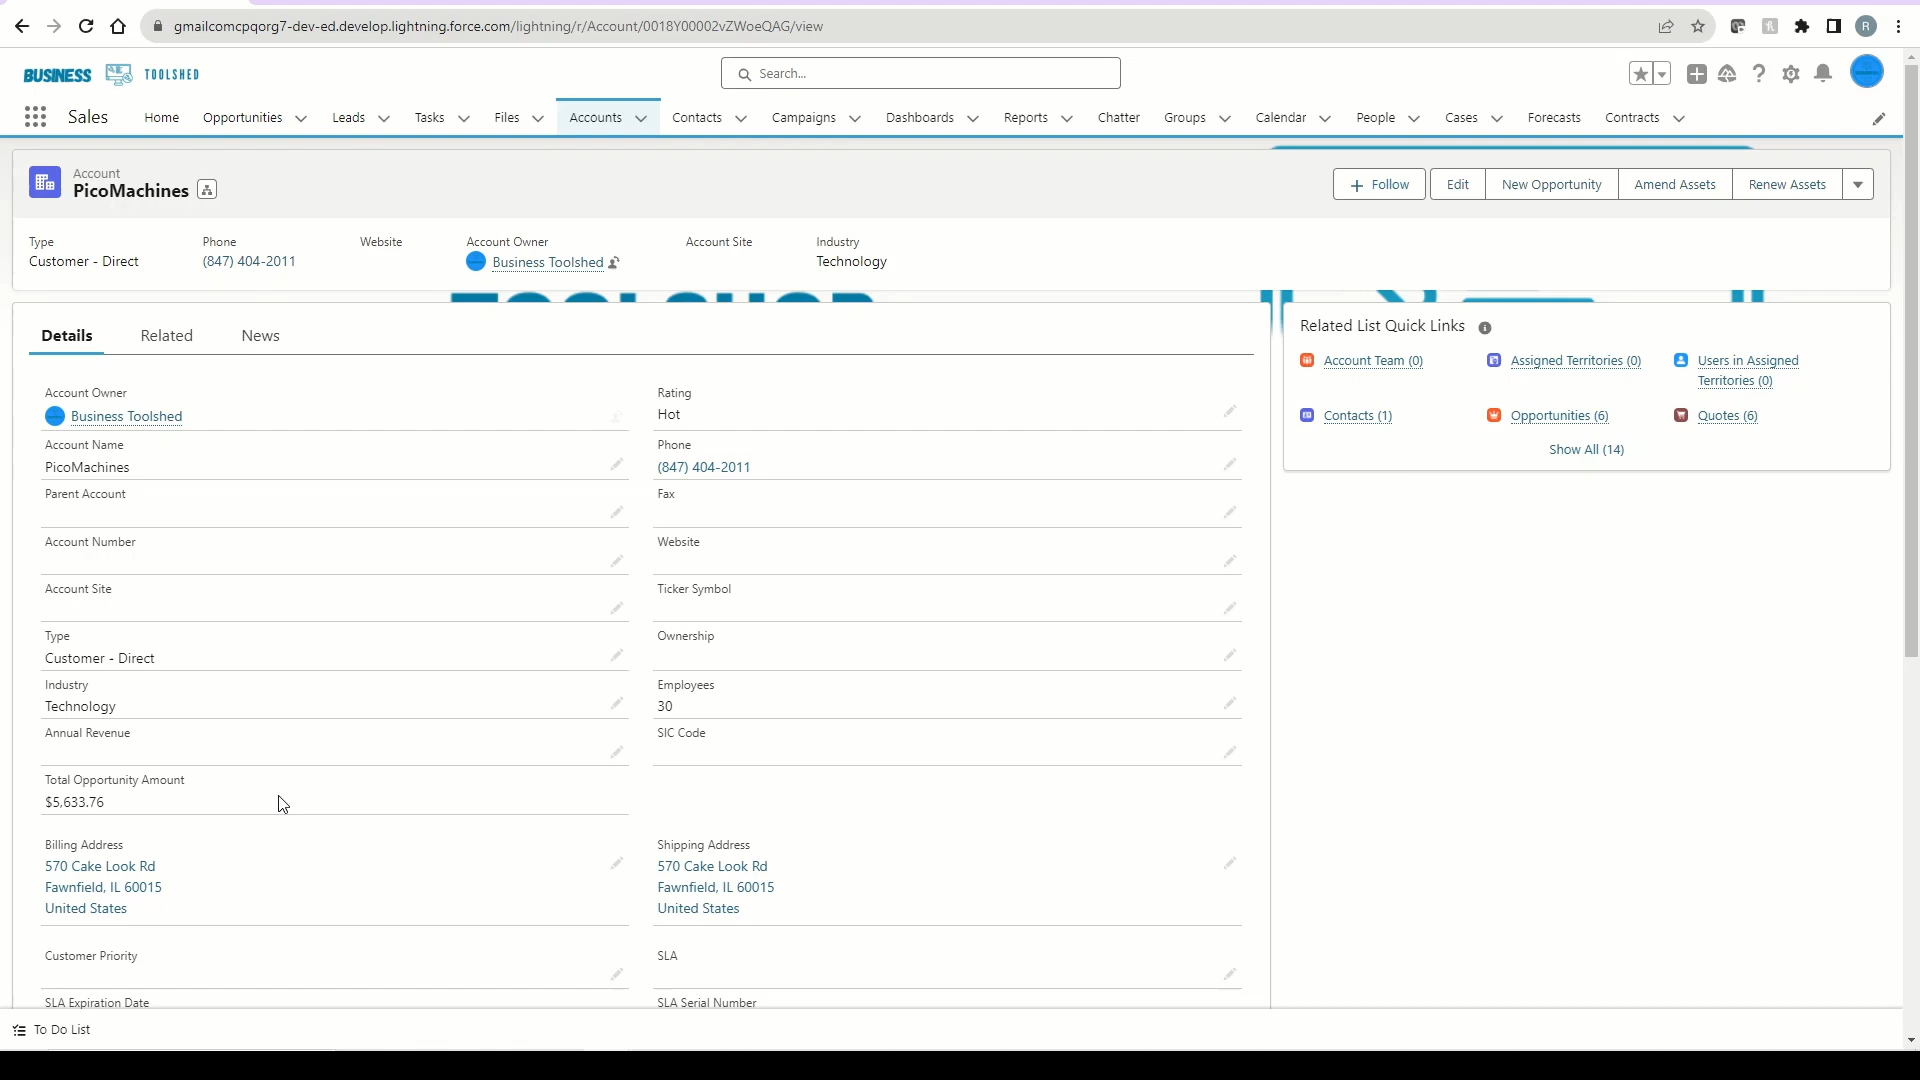 gmailcomcpqorg7-dev-ed.develop.lightning.force.com/lightning/r/Account/0018Y00002vZWoeQAG/view
R
BUSINESS TOOLSHED
Search...
Sales Home Opportunities Leads Tasks Files Accounts Contacts Campaigns Dashboards Reports Chatter Groups Calendar People Cases Forecasts Contracts
Account
PicoMachines
Follow Edit New Opportunity Amend Assets Renew Assets
Type Phone Website Account Owner Account Site Industry
Customer - Direct (847) 404-2011 Business Toolshed Technology
Details Related News
Account Owner
Business Toolshed
Rating
Hot
Account Name
PicoMachines
Phone
(847) 404-2011
Parent Account
Fax
Account Number
Website
Account Site
Ticker Symbol
Type
Customer - Direct
Ownership
Industry
Technology
Employees
30
Annual Revenue
SIC Code
Total Opportunity Amount
$5,633.76
Billing Address
570 Cake Look Rd
Fawnfield, IL 60015
United States
Shipping Address
570 Cake Look Rd
Fawnfield, IL 60015
United States
Customer Priority
SLA
SLA Expiration Date
SLA Serial Number
Related List Quick Links
Account Team (0)
Assigned Territories (0)
Users in Assigned
Territories (0)
Contacts (1)
Opportunities (6)
Quotes (6)
Show All (14)
To Do List